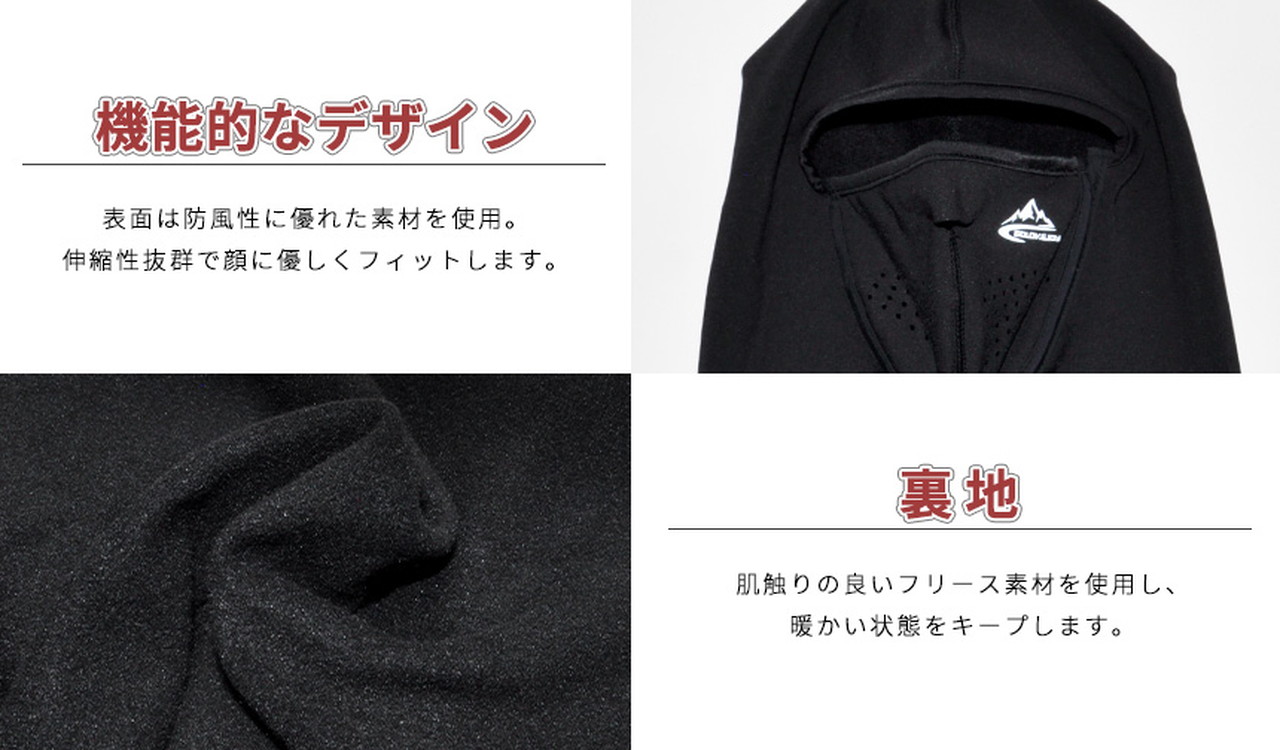 機能的なデザイン
表面は防風性に優れた素材を使用。
伸縮性抜群で顔に優しくフィットします。
裏地
肌触りの良いフリース素材を使用し、
暖かい状態をキープします。